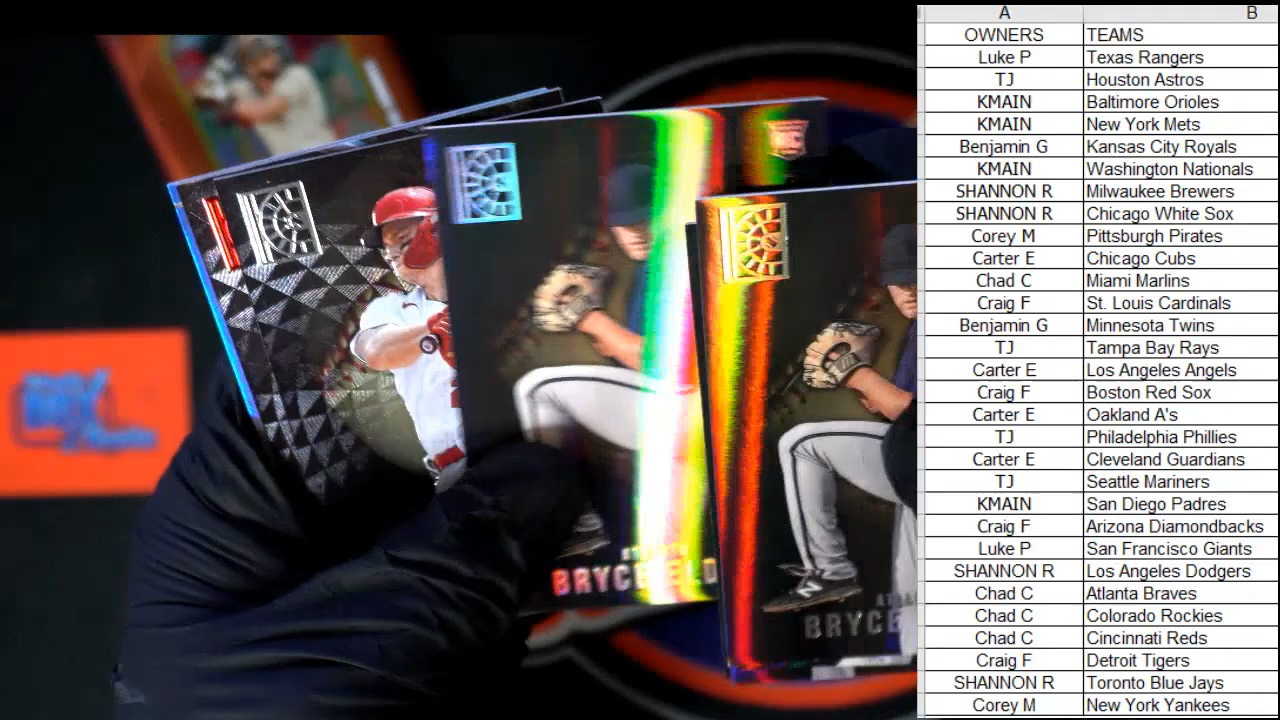 A B
OWNERS TEAMS
Luke P Texas Rangers
TJ Houston Astros
KMAIN Baltimore Orioles
KMAIN New York Mets
Benjamin G Kansas City Royals
KMAIN Washington Nationals
SHANNON R Milwaukee Brewers
SHANNON R Chicago White Sox
Corey M Pittsburgh Pirates
Carter E Chicago Cubs
Chad C Miami Marlins
Craig F St. Louis Cardinals
Benjamin G Minnesota Twins
TJ Tampa Bay Rays
Carter E Los Angeles Angels
Craig F Boston Red Sox
Carter E Oakland A's
TJ Philadelphia Phillies
Carter E Cleveland Guardians
TJ Seattle Mariners
KMAIN San Diego Padres
Craig F Arizona Diamondbacks
Luke P San Francisco Giants
SHANNON R Los Angeles Dodgers
Chad C Atlanta Braves
Chad C Colorado Rockies
Chad C Cincinnati Reds
Craig F Detroit Tigers
SHANNON R Toronto Blue Jays
Corey M New York Yankees
BRYCE
BRYCE